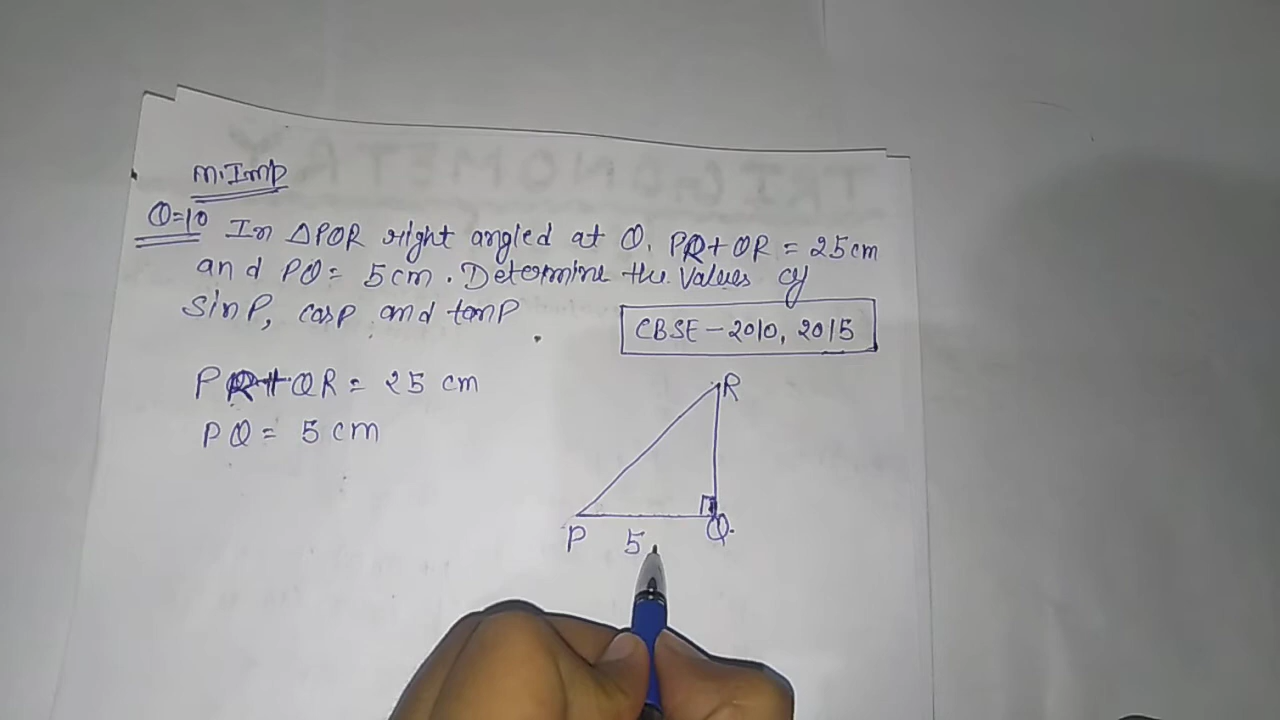 M.Imp
Q=10 In ΔPQR right angled at Q. PR+QR = 25cm
and PQ = 5cm. Determine the Values of
SinP, cosP and tanP.
CBSE - 2010, 2015
PR+QR = 25 cm
PQ = 5 cm
R
P 5 Q
TRIGONOMETRY